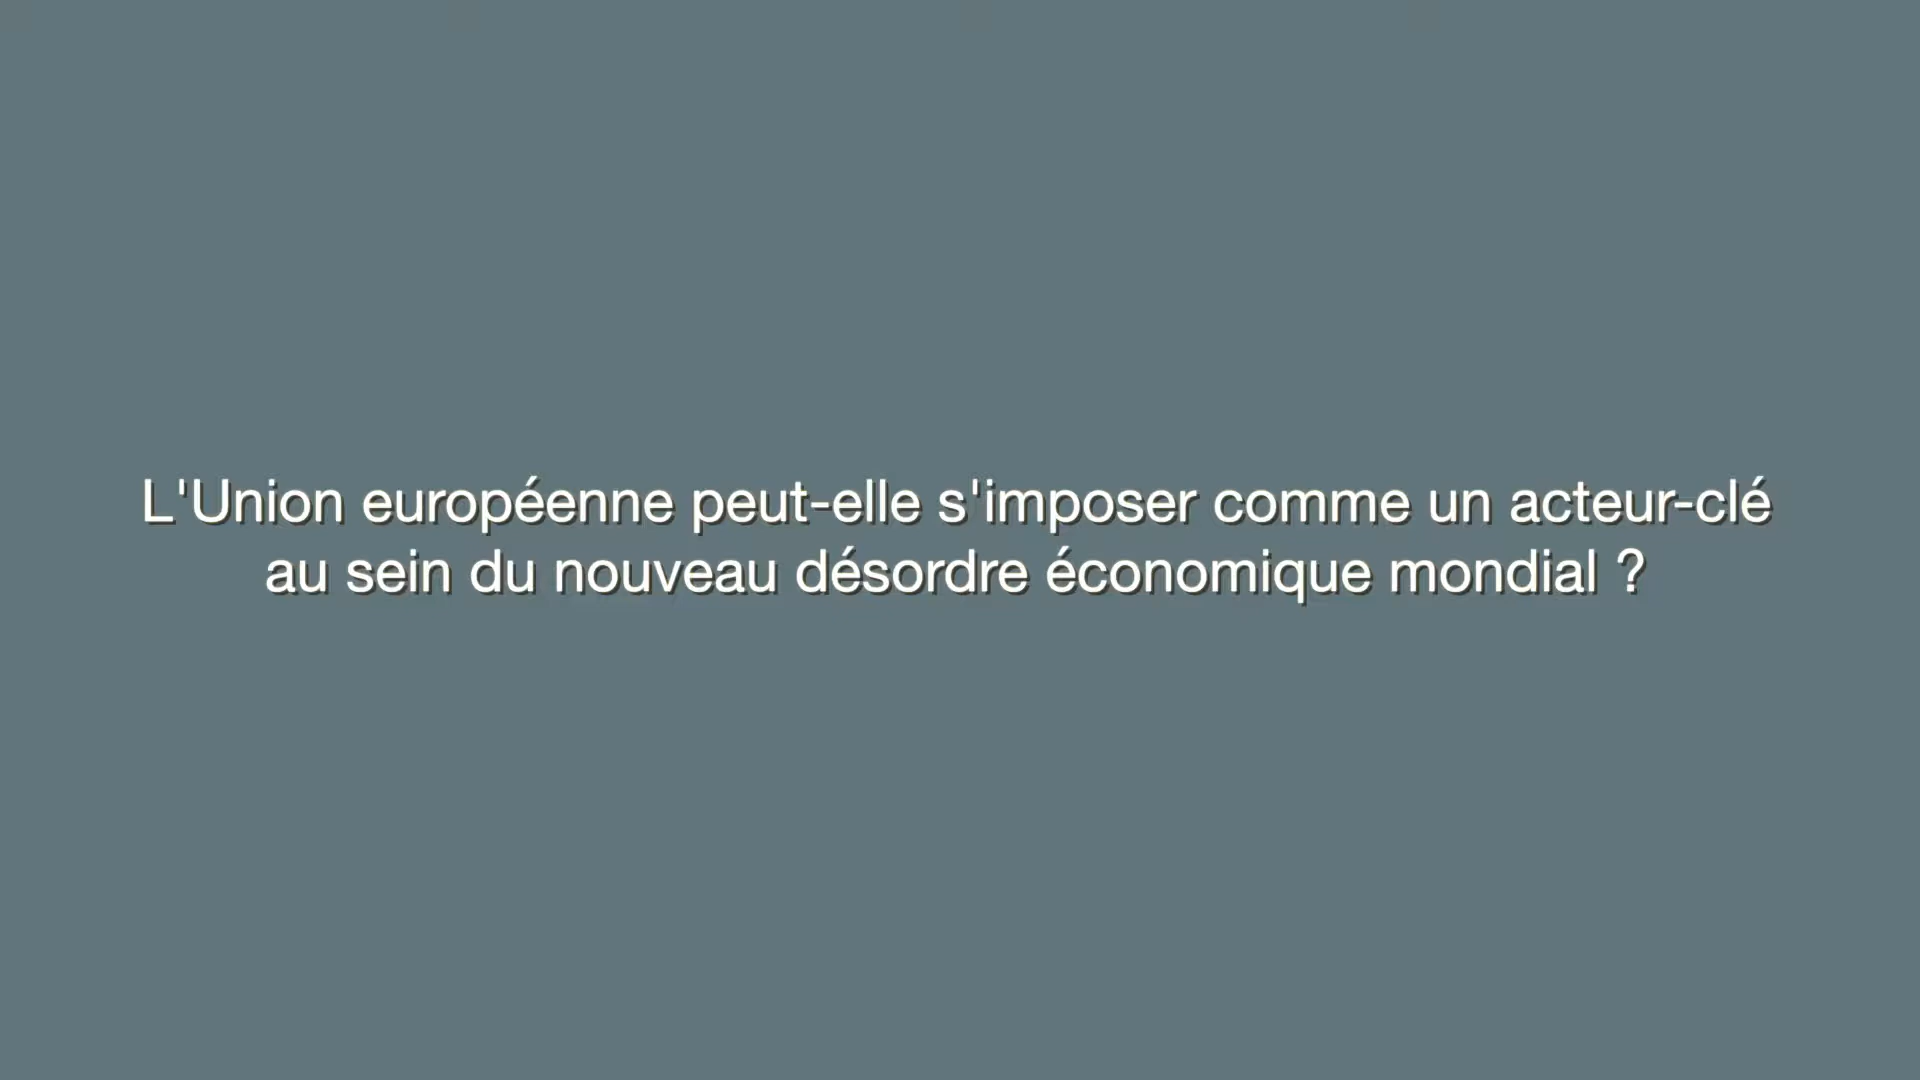 L'Union européenne peut-elle s'imposer comme un acteur-clé
au sein du nouveau désordre économique mondial ?